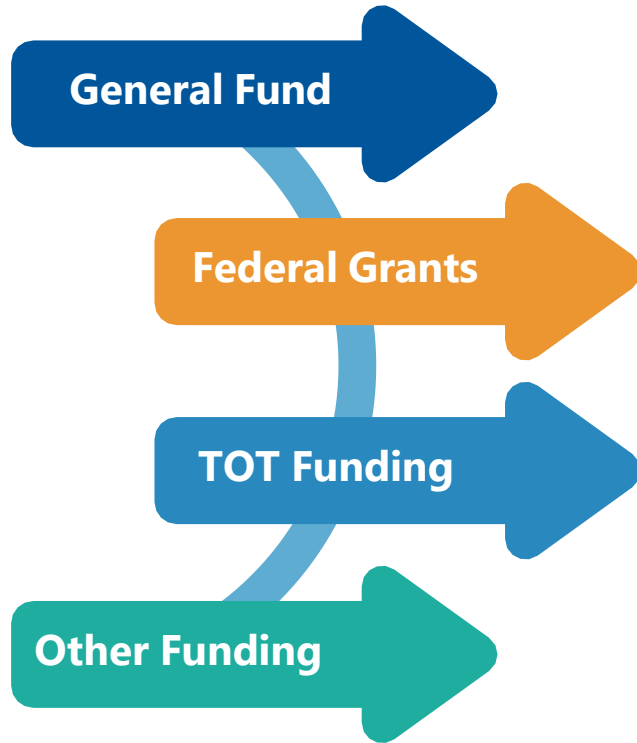 General Fund
Federal Grants
TOT Funding
Other Funding